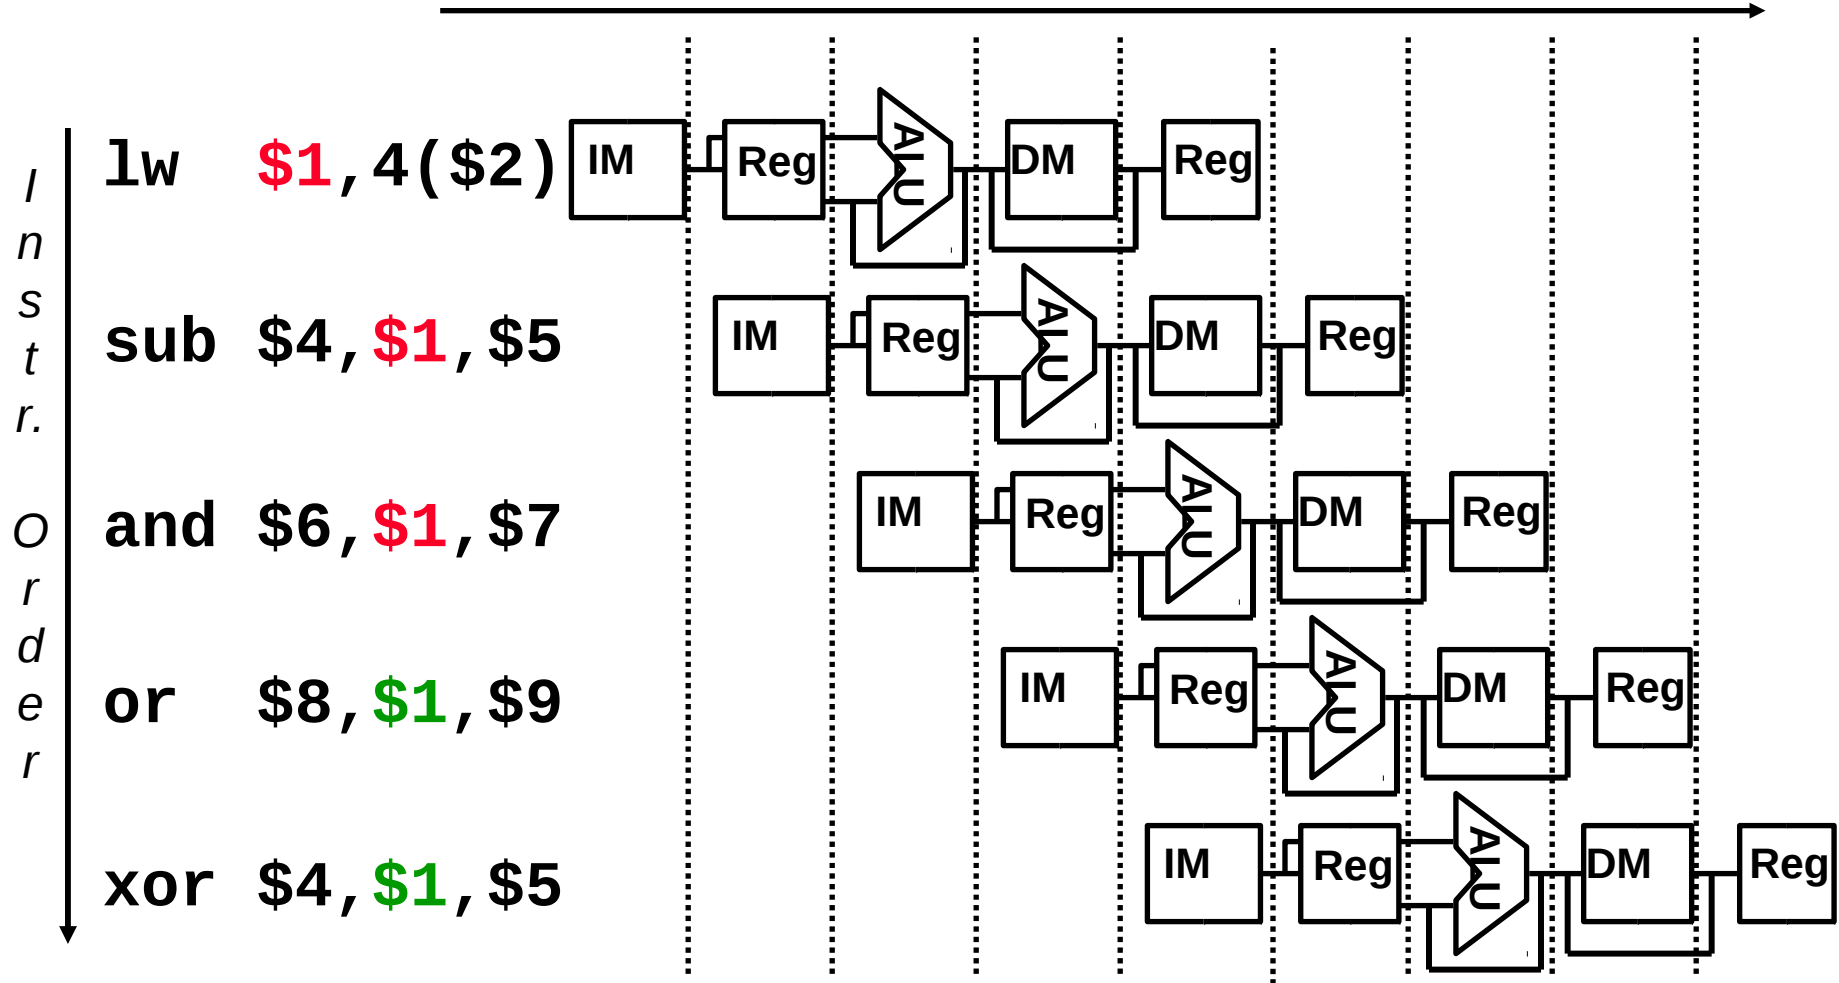 Instr. Order
lw $1,4($2) IM Reg ALU DM Reg
sub $4,$1,$5 IM Reg ALU DM Reg
and $6,$1,$7 IM Reg ALU DM Reg
or $8,$1,$9 IM Reg ALU DM Reg
xor $4,$1,$5 IM Reg ALU DM Reg